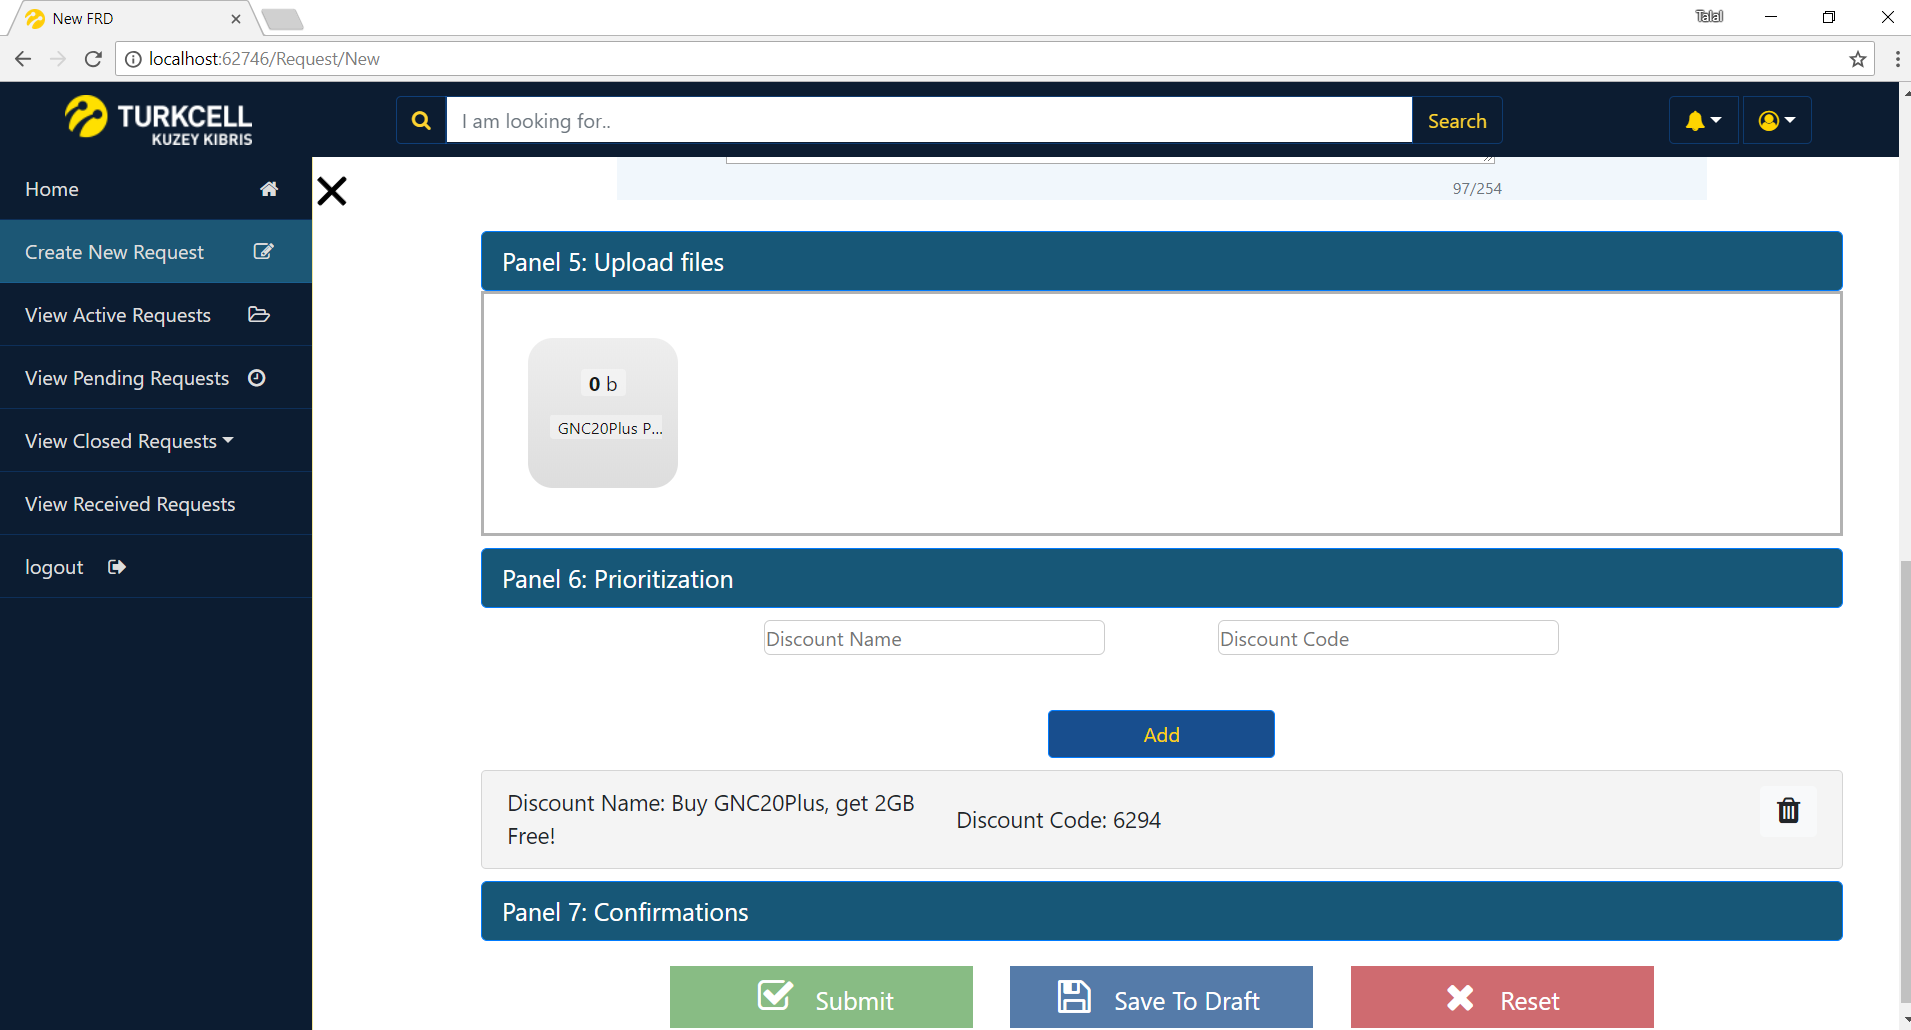 New FRD
Talal
localhost:62746/Request/New
TURKCELL
KUZEY KIBRIS
I am looking for..
Search
Home
Create New Request
View Active Requests
View Pending Requests
View Closed Requests
View Received Requests
logout
97/254
Panel 5: Upload files
0 b
GNC20Plus P...
Panel 6: Prioritization
Discount Name
Discount Code
Add
Discount Name: Buy GNC20Plus, get 2GB
Free!
Discount Code: 6294
Panel 7: Confirmations
Submit
Save To Draft
Reset